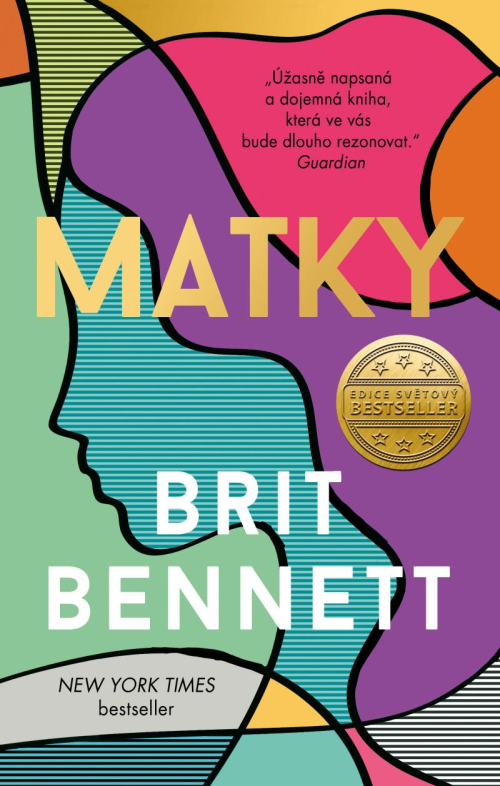 „Úžasně napsaná
a dojemná kniha,
která ve vás
bude dlouho rezonovat.“
Guardian
MATKY
EDICE SVĚTOVÝ
BESTSELLER
BRIT
BENNETT
NEW YORK TIMES
bestseller